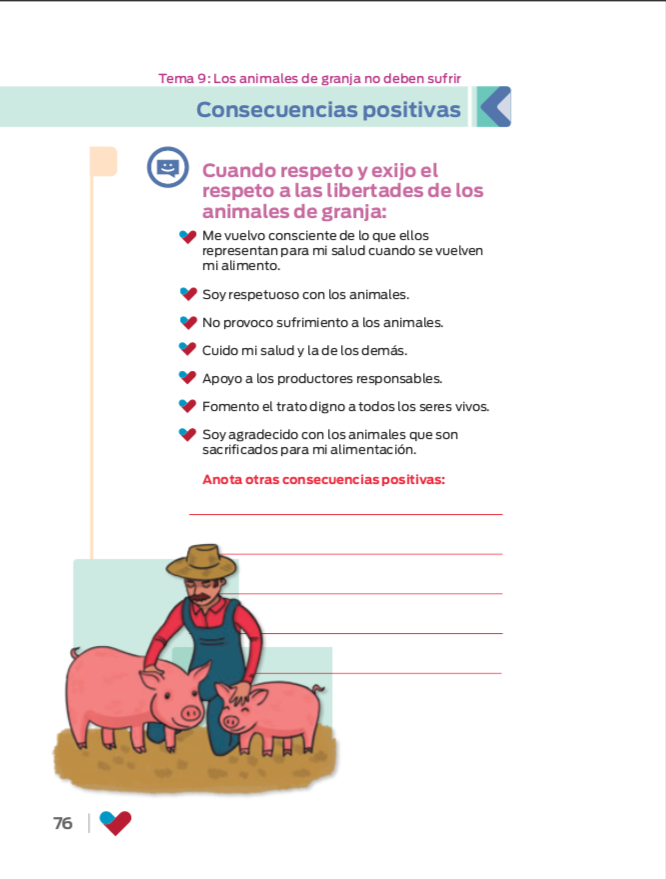 Tema 9: Los animales de granja no deben sufrir
Consecuencias positivas
Cuando respeto y exijo el
respeto a las libertades de los
animales de granja:
Me vuelvo consciente de lo que ellos
representan para mi salud cuando se vuelven
mi alimento.
Soy respetuoso con los animales.
No provoco sufrimiento a los animales.
Cuido mi salud y la de los demás.
Apoyo a los productores responsables.
Fomento el trato digno a todos los seres vivos.
Soy agradecido con los animales que son
sacrificados para mi alimentación.
Anota otras consecuencias positivas:
76